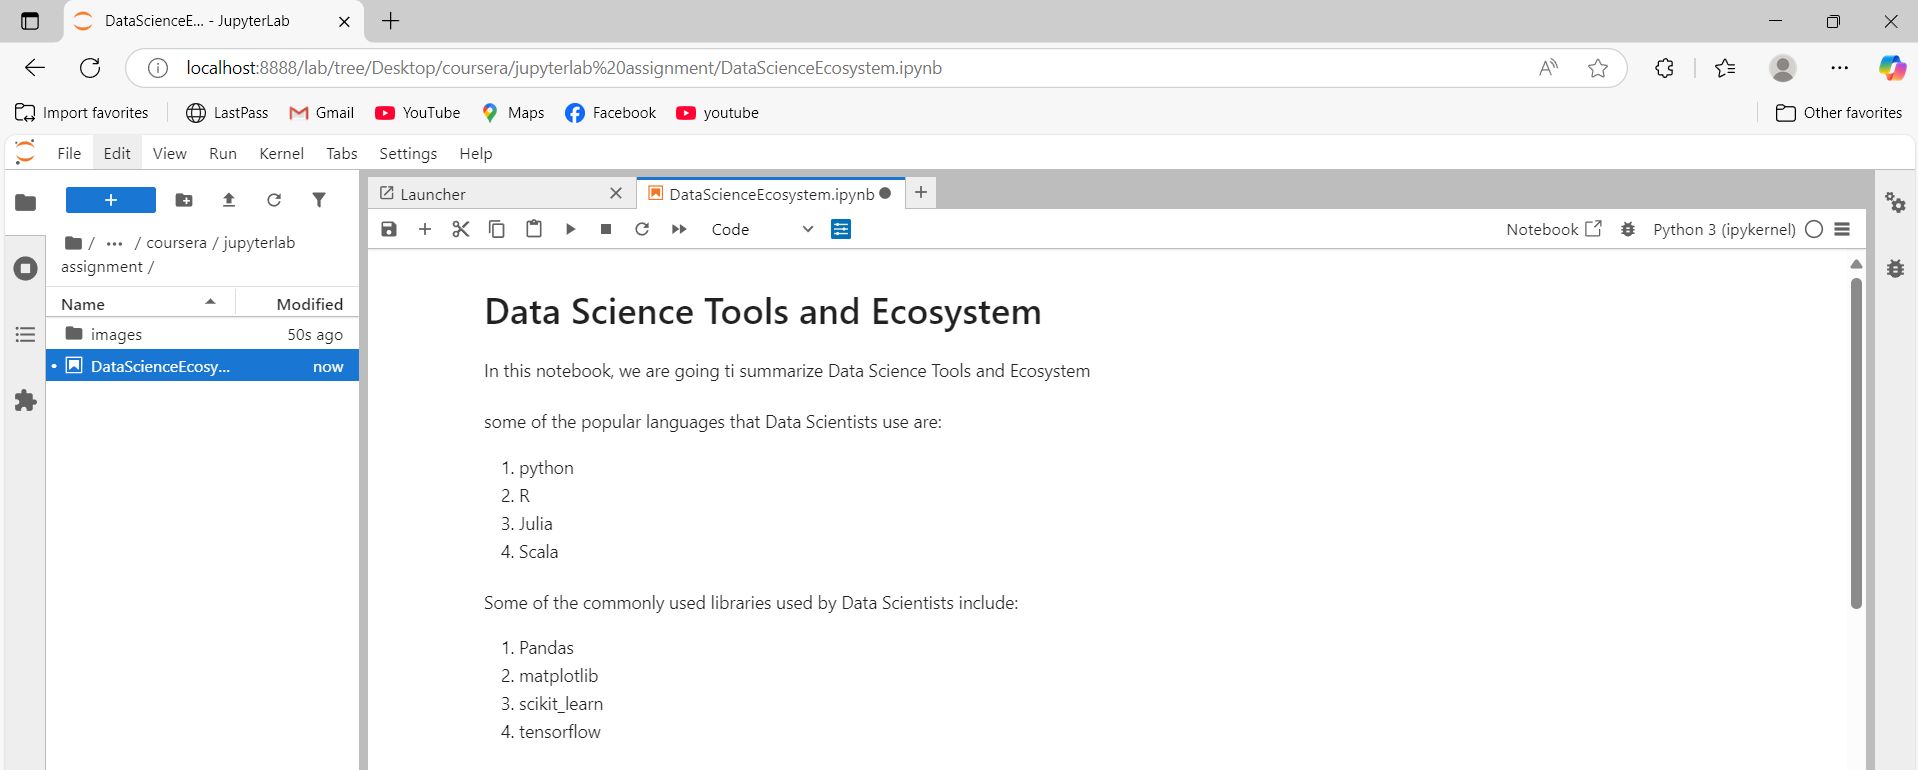 DataScienceE... - JupyterLab
localhost:8888/lab/tree/Desktop/coursera/jupyterlab%20assignment/DataScienceEcosystem.ipynb
Import favorites LastPass Gmail YouTube Maps Facebook youtube Other favorites
File Edit View Run Kernel Tabs Settings Help
Launcher DataScienceEcosystem.ipynb
Code Notebook Python 3 (ipykernel)
/ ... / coursera / jupyterlab
assignment /
Name Modified
images 50s ago
DataScienceEcosy... now
Data Science Tools and Ecosystem
In this notebook, we are going ti summarize Data Science Tools and Ecosystem
some of the popular languages that Data Scientists use are:
1. python
2. R
3. Julia
4. Scala
Some of the commonly used libraries used by Data Scientists include:
1. Pandas
2. matplotlib
3. scikit_learn
4. tensorflow